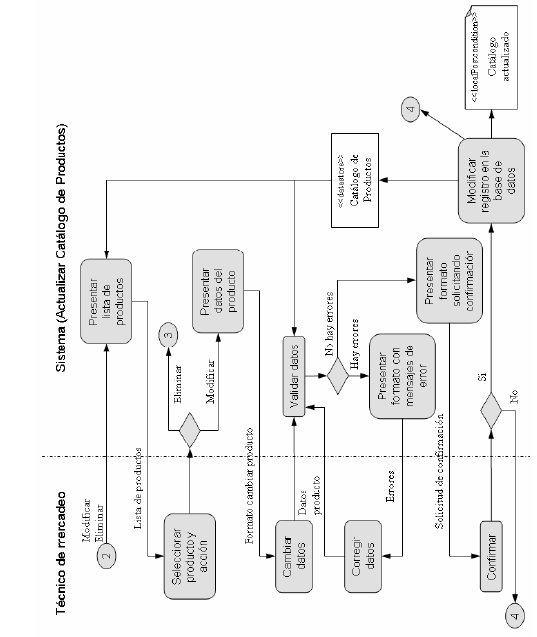 Técnico de mercadeo
Sistema (Actualizar Catálogo de Productos)
2
Modificar
Eliminar
Presentar
lista de
productos
Lista de productos
Seleccionar
producto y
acción
Eliminar
3
Modificar
Presentar
datos del
producto
Formato cambiar producto
Cambiar
datos
Datos
producto
Validar datos
No hay errores
Hay errores
Presentar
formato con
mensajes de
error
Errores
Corregir
datos
Presentar
formato
solicitando
confirmación
Solicitud de confirmación
Confirmar
Si
No
4
Modificar
registro en la
base de
datos
<<datastore>>
Catálogo de
Productos
4
<<localPostcondition>>
Catálogo
actualizado